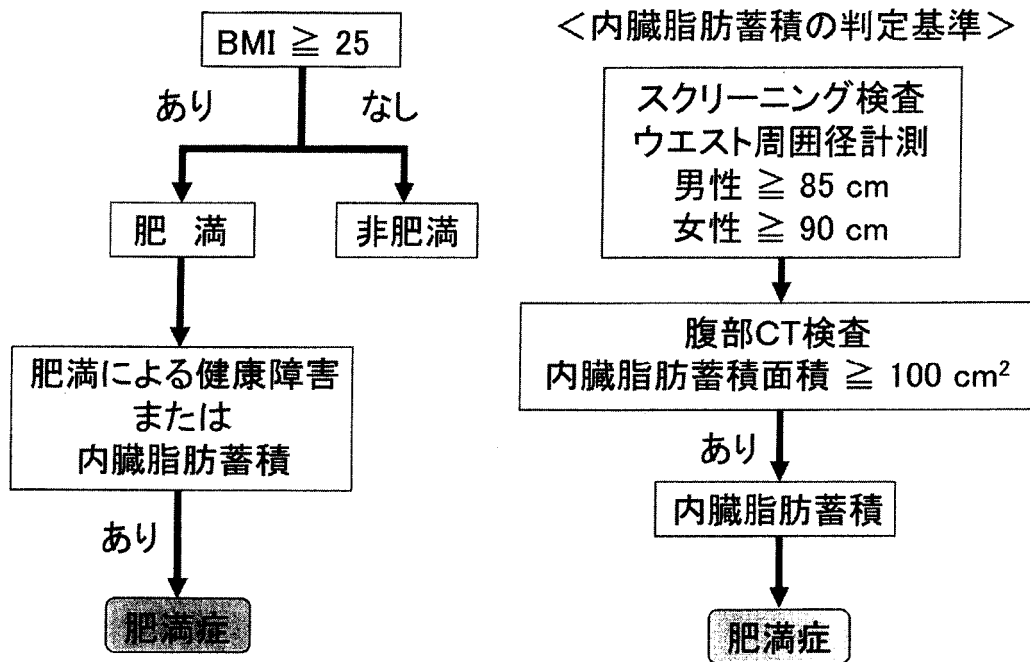 BMI ≧ 25
あり
なし
肥 満
非肥満
肥満による健康障害
または
内臓脂肪蓄積
あり
肥満症
＜内臓脂肪蓄積の判定基準＞
スクリーニング検査
ウエスト周囲径計測
男性 ≧ 85 cm
女性 ≧ 90 cm
腹部CT検査
内臓脂肪蓄積面積 ≧ 100 cm²
あり
内臓脂肪蓄積
肥満症